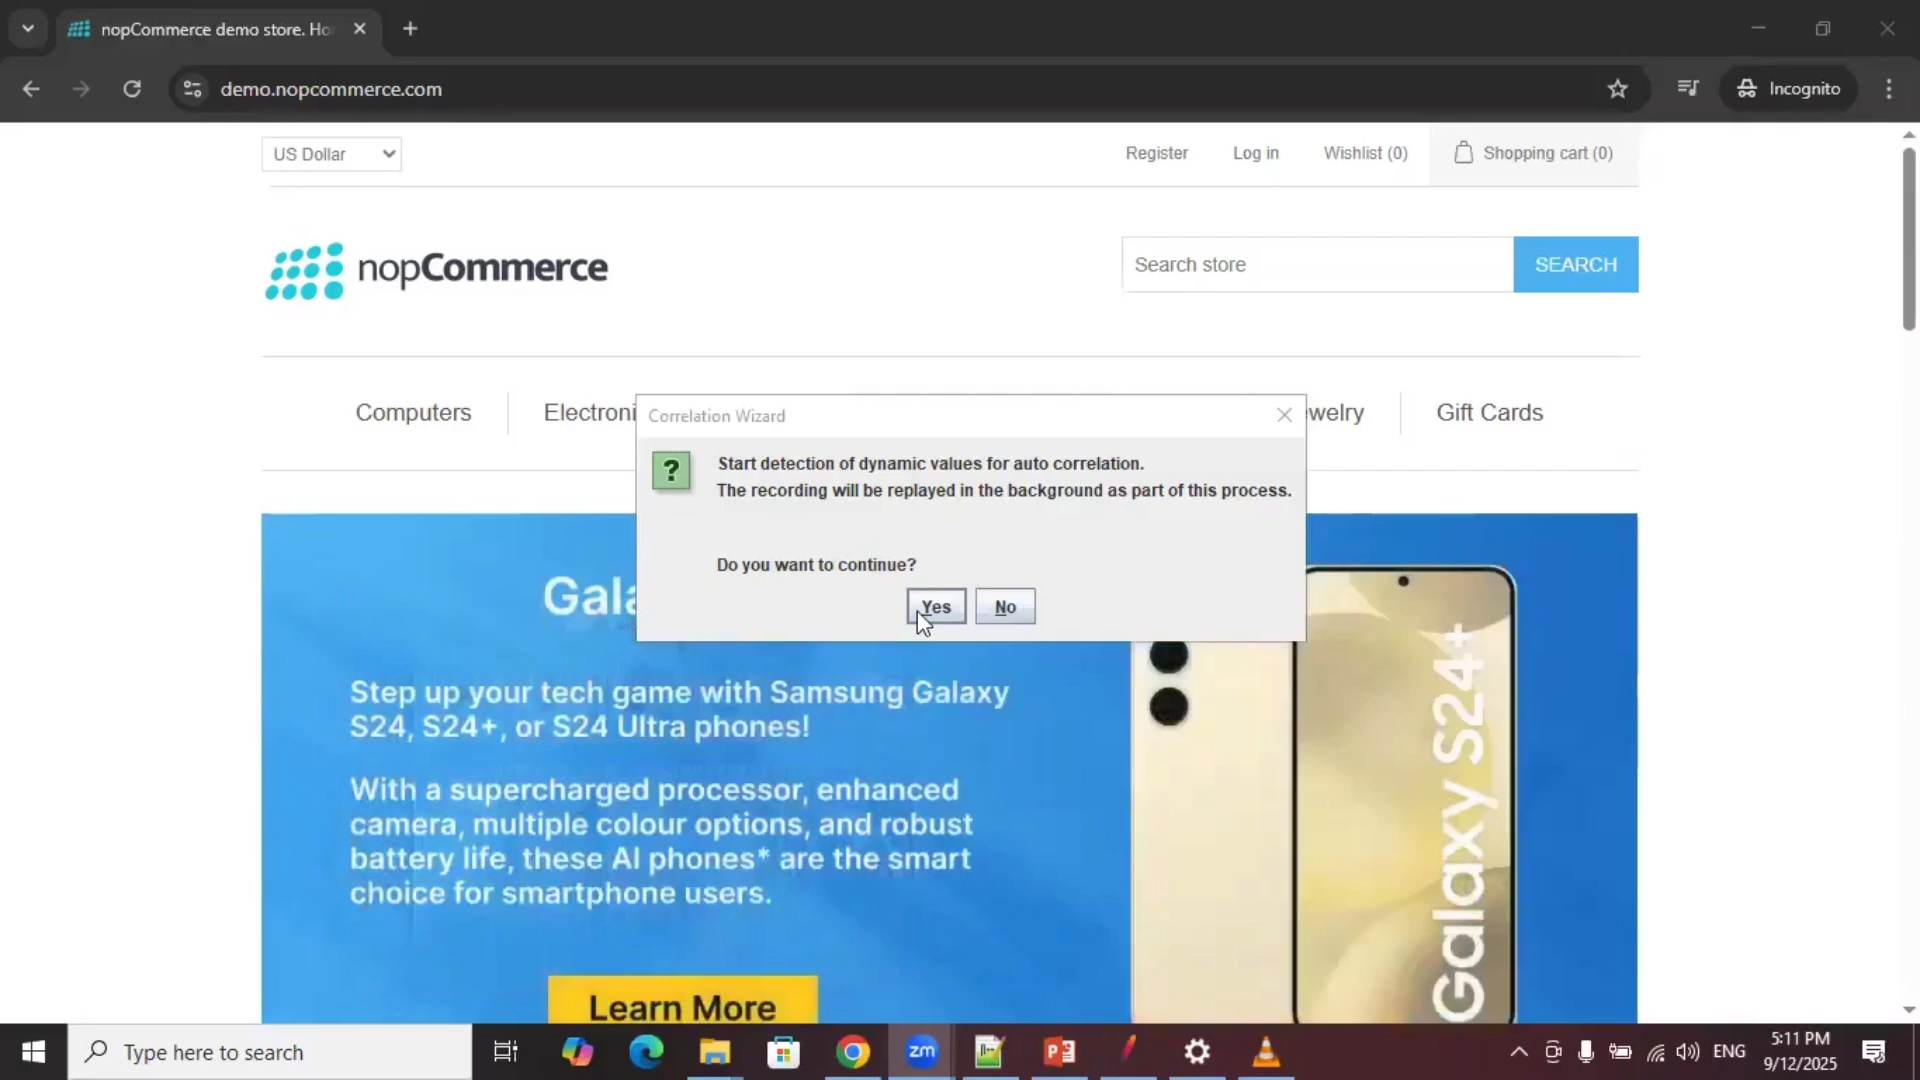 nopCommerce demo store. Ho
demo.nopcommerce.com
Incognito
US Dollar
Register
Log in
Wishlist (0)
Shopping cart (0)
nopCommerce
Search store
SEARCH
Computers
Electroni
ewelry
Gift Cards
Correlation Wizard
?
Start detection of dynamic values for auto correlation.
The recording will be replayed in the background as part of this process.
Do you want to continue?
Yes
No
Gala
Step up your tech game with Samsung Galaxy
S24, S24+, or S24 Ultra phones!
With a supercharged processor, enhanced
camera, multiple colour options, and robust
battery life, these AI phones* are the smart
choice for smartphone users.
Learn More
Galaxy S24+
Type here to search
zm
ENG
5:11 PM
9/12/2025